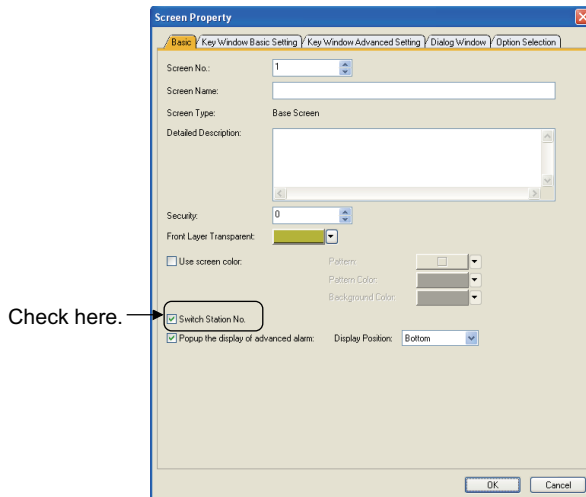 Screen Property
Basic Key Window Basic Setting Key Window Advanced Setting Dialog Window Option Selection
Screen No.: 1
Screen Name:
Screen Type: Base Screen
Detailed Description:
Security: 0
Front Layer Transparent:
Use screen color: Pattern:
Pattern Color:
Background Color:
Check here.
Switch Station No.
Popup the display of advanced alarm: Display Position: Bottom
OK Cancel